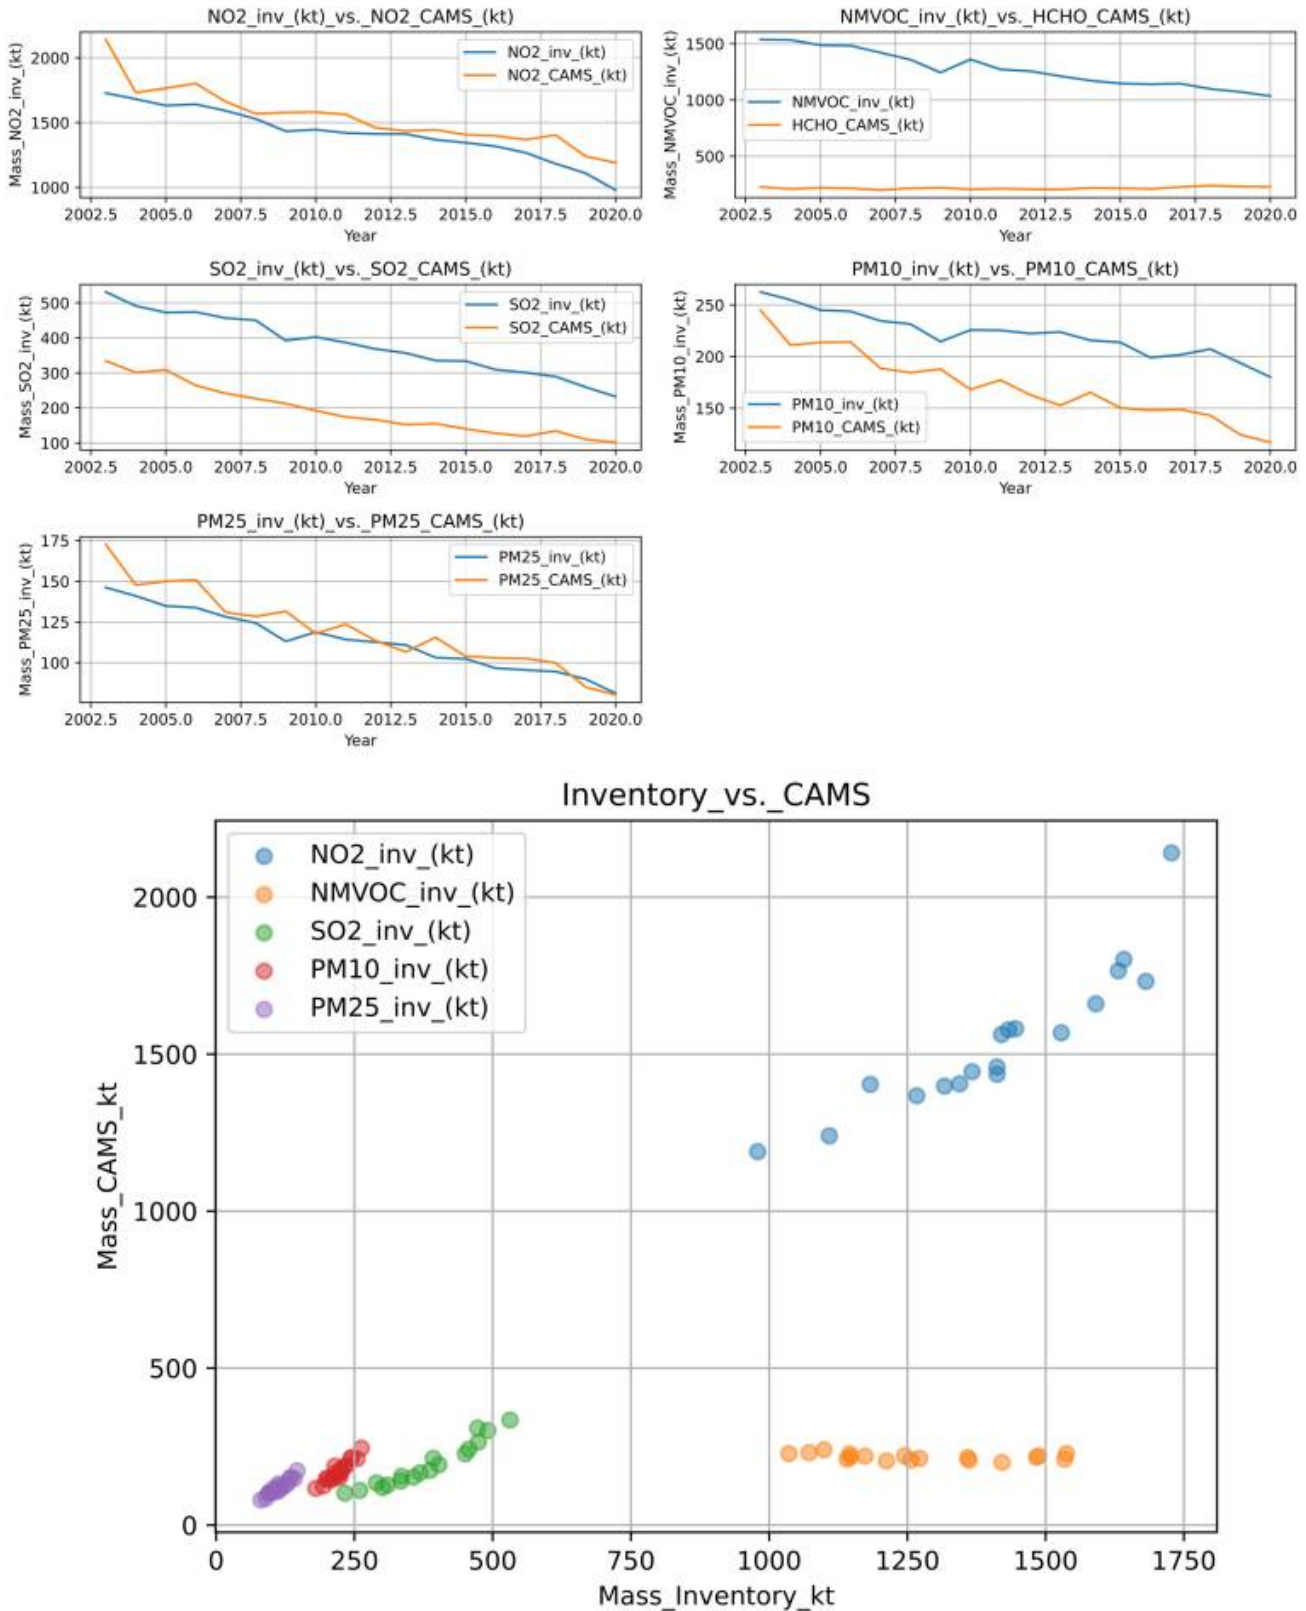 NO2_inv_(kt)_vs._NO2_CAMS_(kt)
Mass_NO2_inv_(kt)
2000
1500
1000
NO2_inv_(kt)
NO2_CAMS_(kt)
2002.5 2005.0 2007.5 2010.0 2012.5 2015.0 2017.5 2020.0
Year
NMVOC_inv_(kt)_vs._HCHO_CAMS_(kt)
Mass_NMVOC_inv_(kt)
1500
1000
500
NMVOC_inv_(kt)
HCHO_CAMS_(kt)
2002.5 2005.0 2007.5 2010.0 2012.5 2015.0 2017.5 2020.0
Year
SO2_inv_(kt)_vs._SO2_CAMS_(kt)
Mass_SO2_inv_(kt)
500
400
300
200
100
SO2_inv_(kt)
SO2_CAMS_(kt)
2002.5 2005.0 2007.5 2010.0 2012.5 2015.0 2017.5 2020.0
Year
PM10_inv_(kt)_vs._PM10_CAMS_(kt)
Mass_PM10_inv_(kt)
250
200
150
PM10_inv_(kt)
PM10_CAMS_(kt)
2002.5 2005.0 2007.5 2010.0 2012.5 2015.0 2017.5 2020.0
Year
PM25_inv_(kt)_vs._PM25_CAMS_(kt)
Mass_PM25_inv_(kt)
175
150
125
100
PM25_inv_(kt)
PM25_CAMS_(kt)
2002.5 2005.0 2007.5 2010.0 2012.5 2015.0 2017.5 2020.0
Year
Inventory_vs._CAMS
Mass_CAMS_kt
2000
1500
1000
500
0
NO2_inv_(kt)
NMVOC_inv_(kt)
SO2_inv_(kt)
PM10_inv_(kt)
PM25_inv_(kt)
0 250 500 750 1000 1250 1500 1750
Mass_Inventory_kt